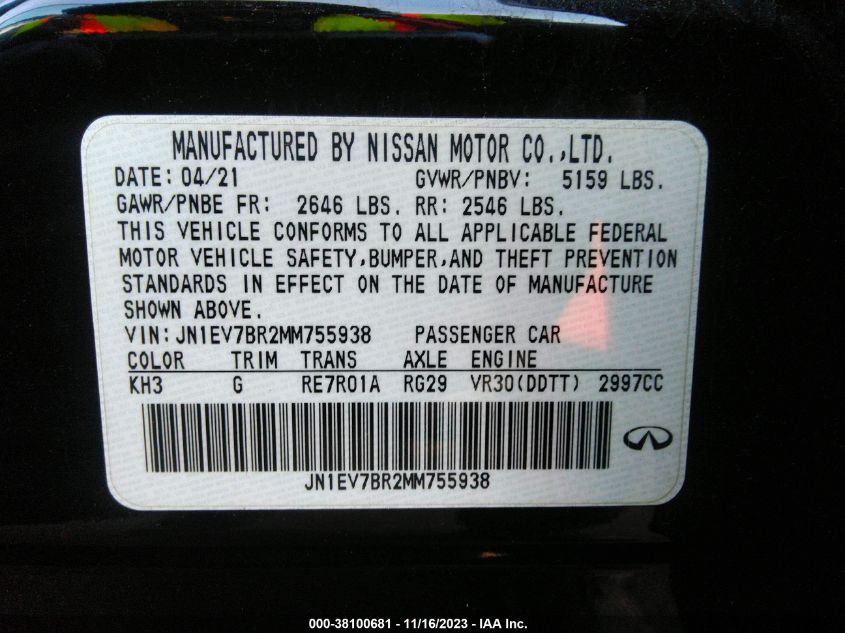 MANUFACTURED BY NISSAN MOTOR CO.,LTD.
DATE: 04/21 GVWR/PNBV: 5159 LBS.
GAWR/PNBE FR: 2646 LBS. RR: 2546 LBS.
THIS VEHICLE CONFORMS TO ALL APPLICABLE FEDERAL
MOTOR VEHICLE SAFETY,BUMPER,AND THEFT PREVENTION
STANDARDS IN EFFECT ON THE DATE OF MANUFACTURE
SHOWN ABOVE.
VIN: JN1EV7BR2MM755938 PASSENGER CAR
COLOR TRIM TRANS AXLE ENGINE
KH3 G RE7R01A RG29 VR30(DDTT) 2997CC
JN1EV7BR2MM755938
000-38100681 - 11/16/2023 - IAA Inc.